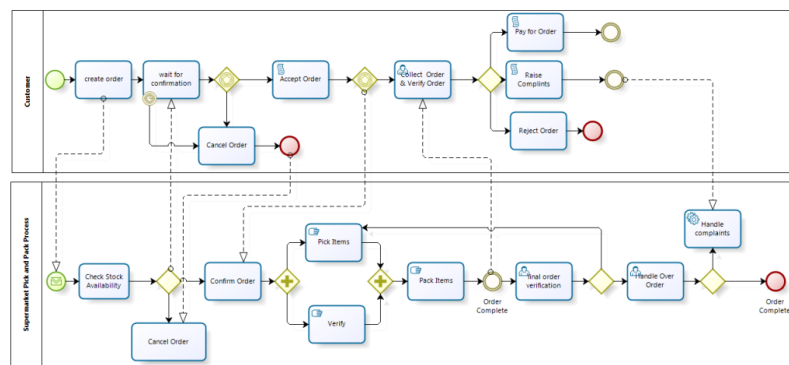 Customer
create order
wait for
confirmation
Cancel Order
Accept Order
Collect Order
& Verify Order
Pay for Order
Raise
Complints
Reject Order
Supermarket Pick and Pack Process
Check Stock
Availability
Cancel Order
Confirm Order
Pick Items
Verify
Pack Items
Order
Complete
final order
verification
Handle Over
Order
Handle
complaints
Order
Complete